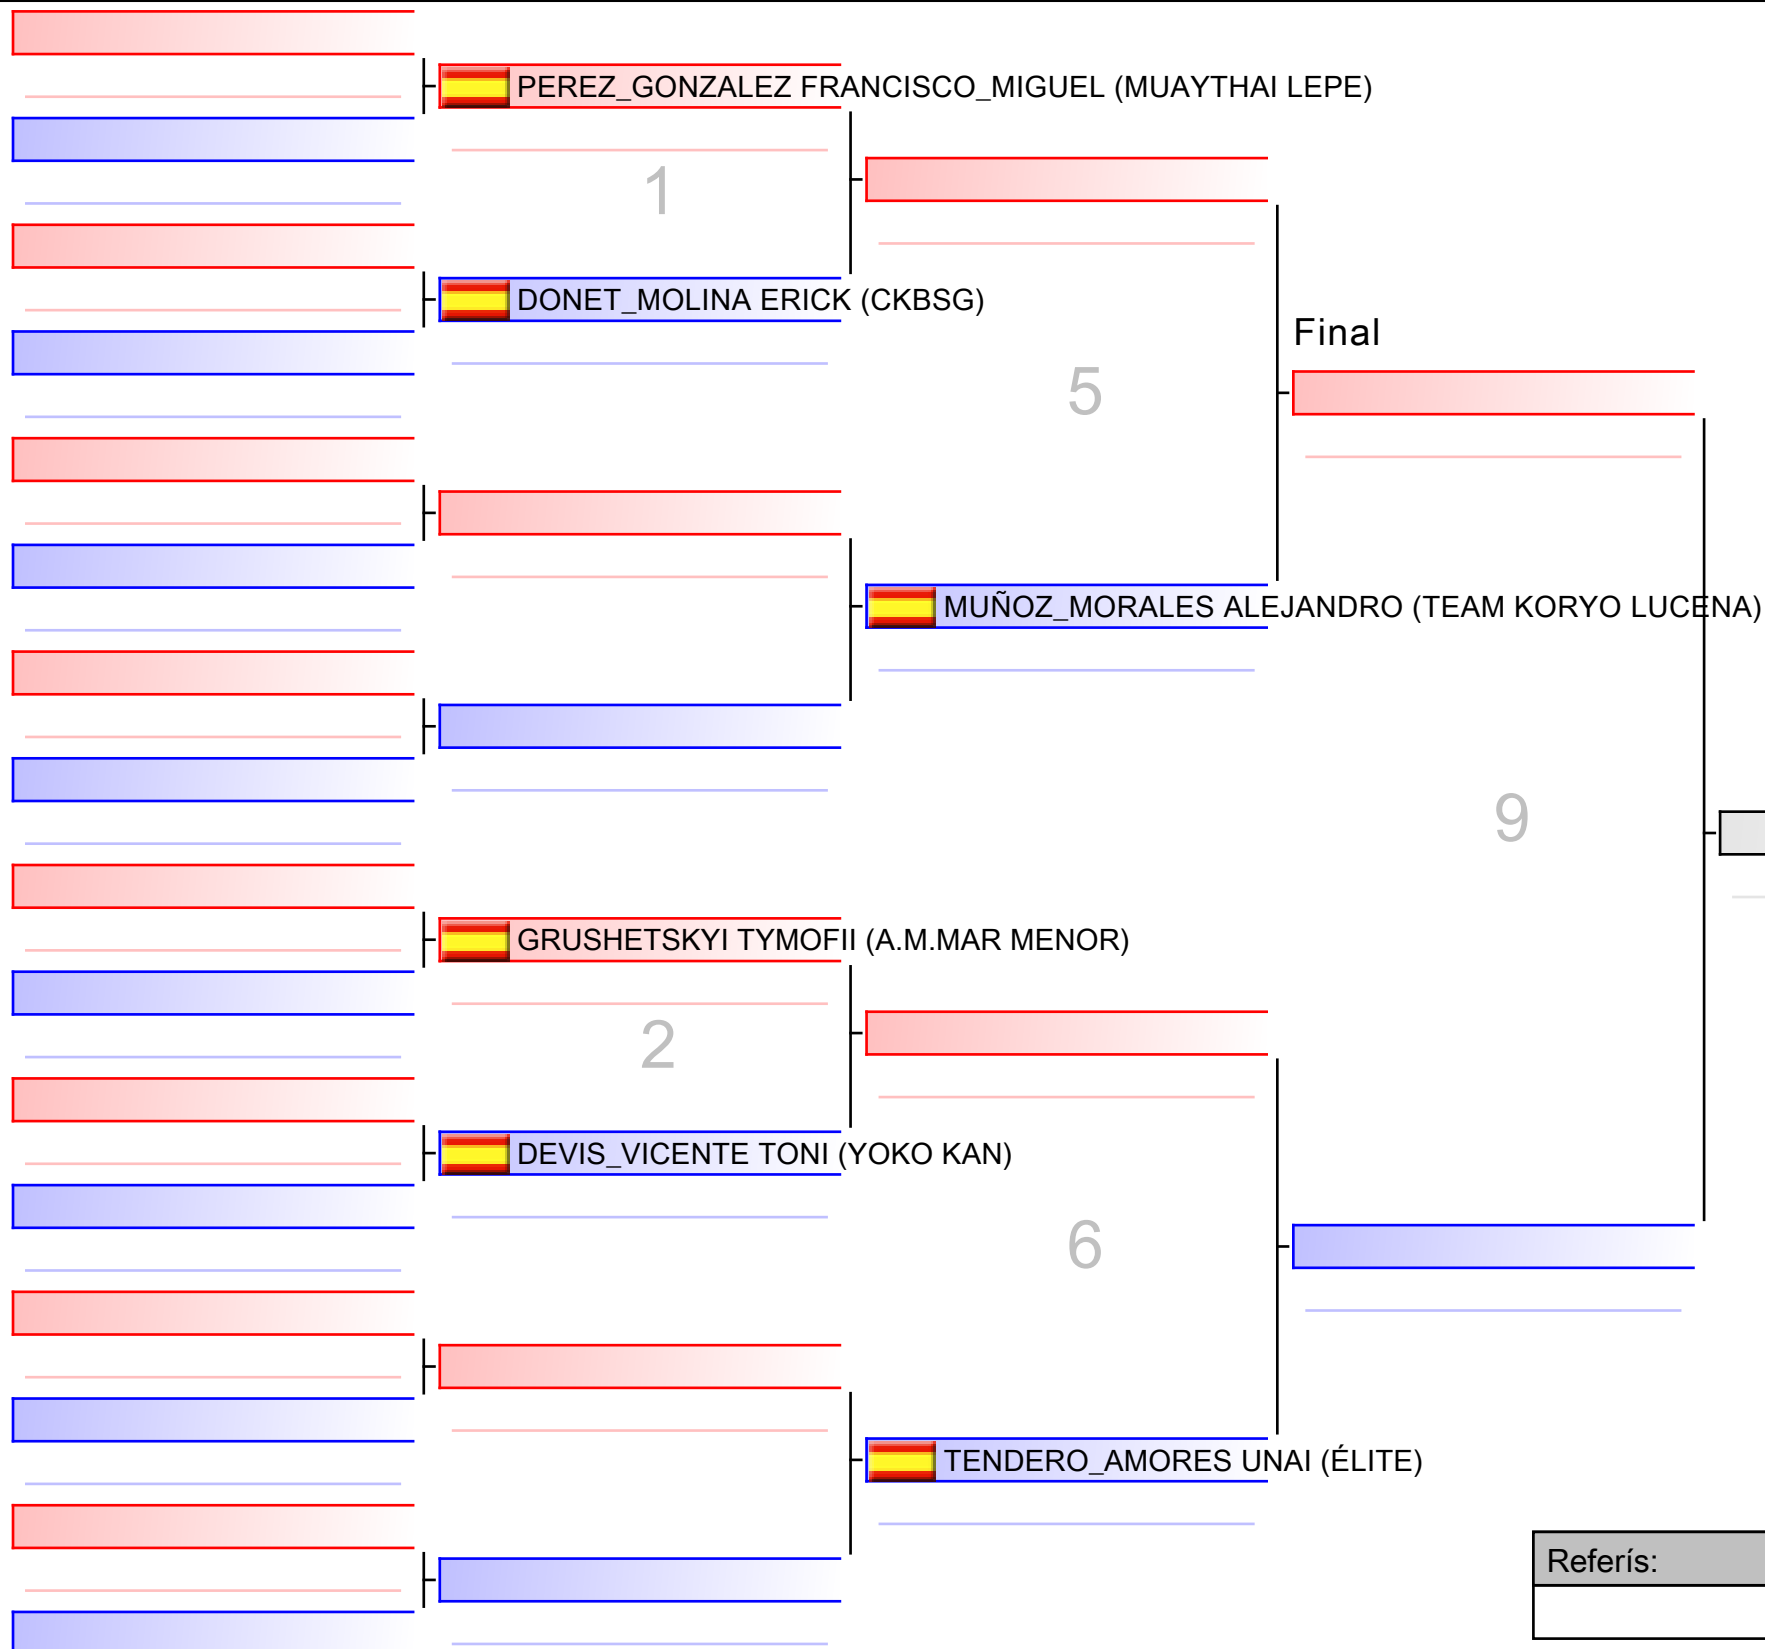 PEREZ_GONZALEZ FRANCISCO_MIGUEL (MUAYTHAI LEPE)
1
DONET_MOLINA ERICK (CKBSG)
Final
5
MUÑOZ_MORALES ALEJANDRO (TEAM KORYO LUCENA)
9
GRUSHETSKYI TYMOFII (A.M.MAR MENOR)
2
DEVIS_VICENTE TONI (YOKO KAN)
6
TENDERO_AMORES UNAI (ÉLITE)
Referís: